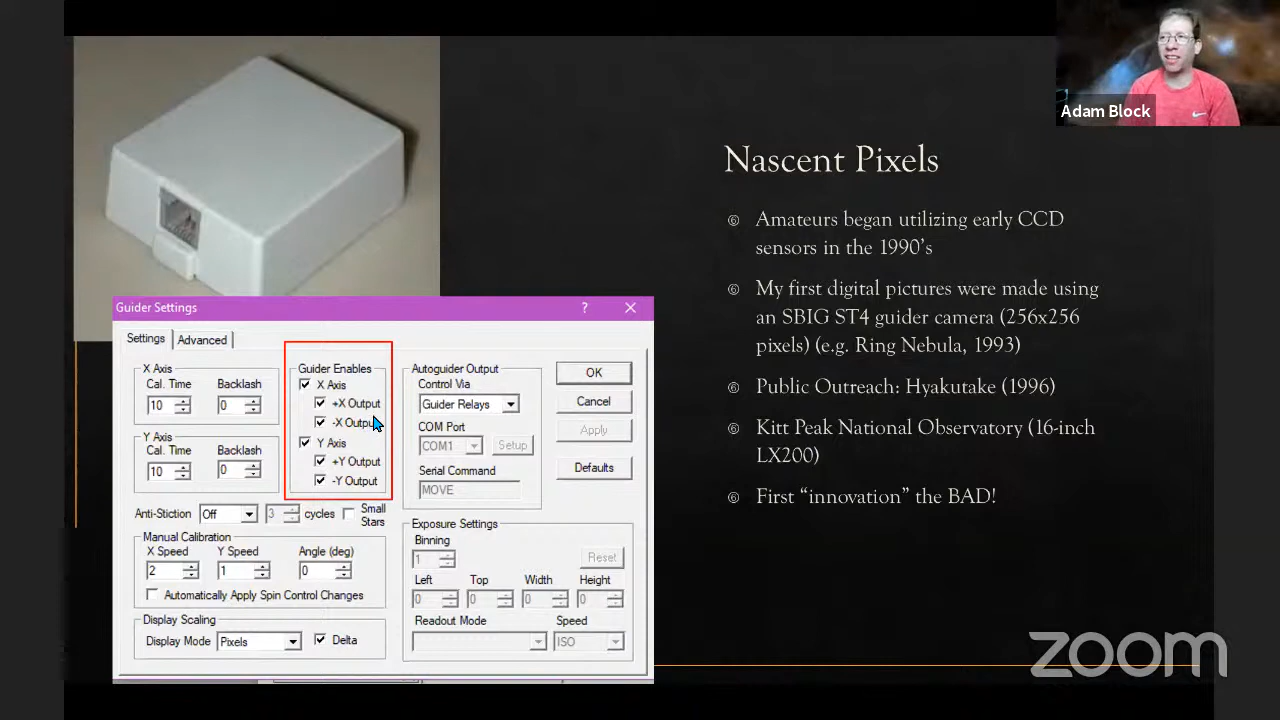 Adam Block
Nascent Pixels
Amateurs began utilizing early CCD
sensors in the 1990’s
My first digital pictures were made using
an SBIG ST4 guider camera (256x256
pixels) (e.g. Ring Nebula, 1993)
Public Outreach: Hyakutake (1996)
Kitt Peak National Observatory (16-inch
LX200)
First “innovation” the BAD!
Guider Settings
Settings
Advanced
X Axis
Cal. Time
Backlash
10
0
Y Axis
Cal. Time
Backlash
10
0
Guider Enables
X Axis
+X Output
-X Output
Y Axis
+Y Output
-Y Output
Autoguider Output
Control Via
Guider Relays
COM Port
COM1
Setup
Serial Command
MOVE
OK
Cancel
Apply
Defaults
Anti-Stiction
Off
3
cycles
Small
Stars
Manual Calibration
X Speed
Y Speed
Angle (deg)
2
1
0
Automatically Apply Spin Control Changes
Display Scaling
Display Mode
Pixels
Delta
Exposure Settings
Binning
1
Reset
Left
Top
Width
Height
0
0
0
0
Readout Mode
Speed
ISO
zoom